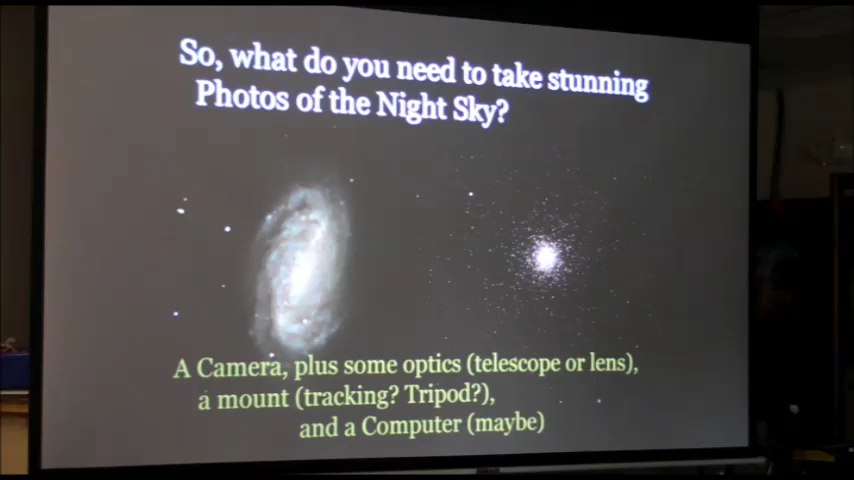 So, what do you need to take stunning
Photos of the Night Sky?
A Camera, plus some optics (telescope or lens),
a mount (tracking? Tripod?),
and a Computer (maybe)